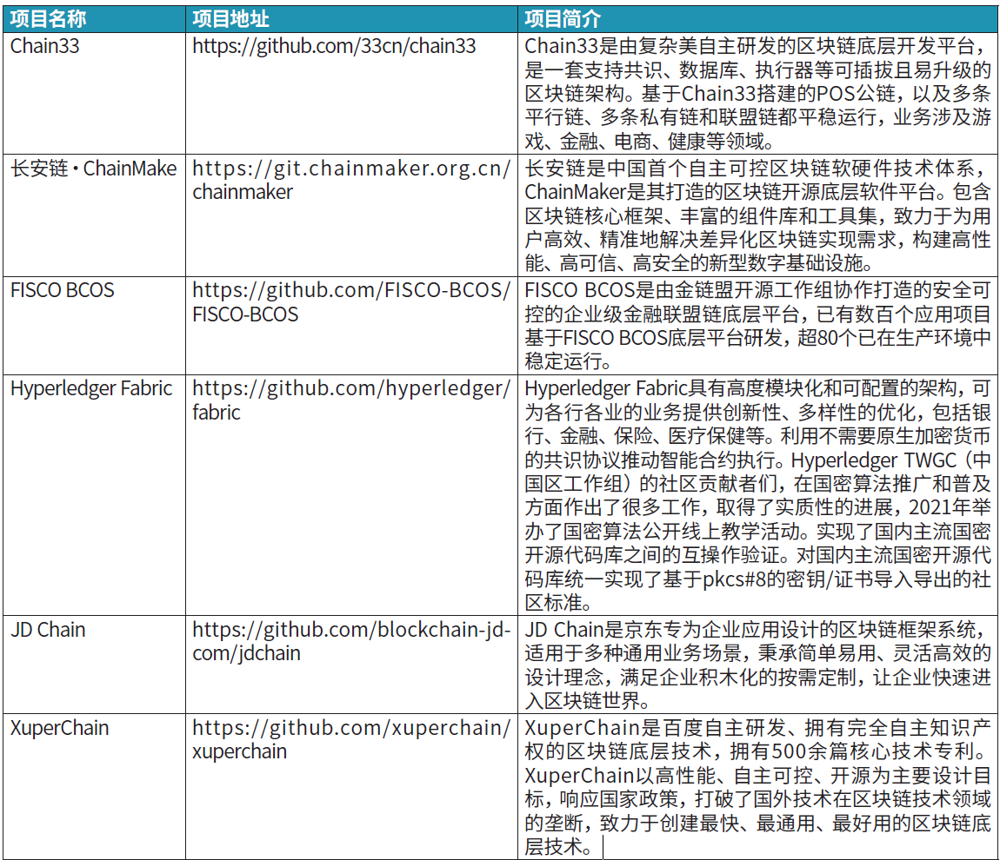 项目名称
项目地址
项目简介
Chain33
https://github.com/33cn/chain33
Chain33是由复杂美自主研发的区块链底层开发平台，
是一套支持共识、数据库、执行器等可插拔且易升级的
区块链架构。基于Chain33搭建的POS公链，以及多条
平行链、多条私有链和联盟链都平稳运行，业务涉及游
戏、金融、电商、健康等领域。
长安链·ChainMake
https://git.chainmaker.org.cn/
chainmaker
长安链是中国首个自主可控区块链软硬件技术体系，
ChainMaker是其打造的区块链开源底层软件平台。包含
区块链核心框架、丰富的组件库和工具集，致力于为用
户高效、精准地解决差异化区块链实现需求，构建高性
能、高可信、高安全的新型数字基础设施。
FISCO BCOS
https://github.com/FISCO-BCOS/
FISCO-BCOS
FISCO BCOS是由金链盟开源工作组协作打造的安全可
控的企业级金融联盟链底层平台，已有数百个应用项目
基于FISCO BCOS底层平台研发，超80个已在生产环境中
稳定运行。
Hyperledger Fabric
https://github.com/hyperledger/
fabric
Hyperledger Fabric具有高度模块化和可配置的架构，可
为各行各业的业务提供创新性、多样性的优化，包括银
行、金融、保险、医疗保健等。利用不需要原生加密货币
的共识协议推动智能合约执行。Hyperledger TWGC（中
国区工作组）的社区贡献者们，在国密算法推广和普及
方面作出了很多工作，取得了实质性的进展，2021年举
办了国密算法公开线上教学活动。实现了国内主流国密
开源代码库之间的互操作验证。对国内主流国密开源代
码库统一实现了基于pkcs#8的密钥/证书导入导出的社
区标准。
JD Chain
https://github.com/blockchain-jd-
com/jdchain
JD Chain是京东专为企业应用设计的区块链框架系统，
适用于多种通用业务场景，秉承简单易用、灵活高效的
设计理念，满足企业积木化的按需定制，让企业快速进
入区块链世界。
XuperChain
https://github.com/xuperchain/
xuperchain
XuperChain是百度自主研发、拥有完全自主知识产
权的区块链底层技术，拥有500余篇核心技术专利。
XuperChain以高性能、自主可控、开源为主要设计目
标，响应国家政策，打破了国外技术在区块链技术领域
的垄断，致力于创建最快、最通用、最好用的区块链底
层技术。